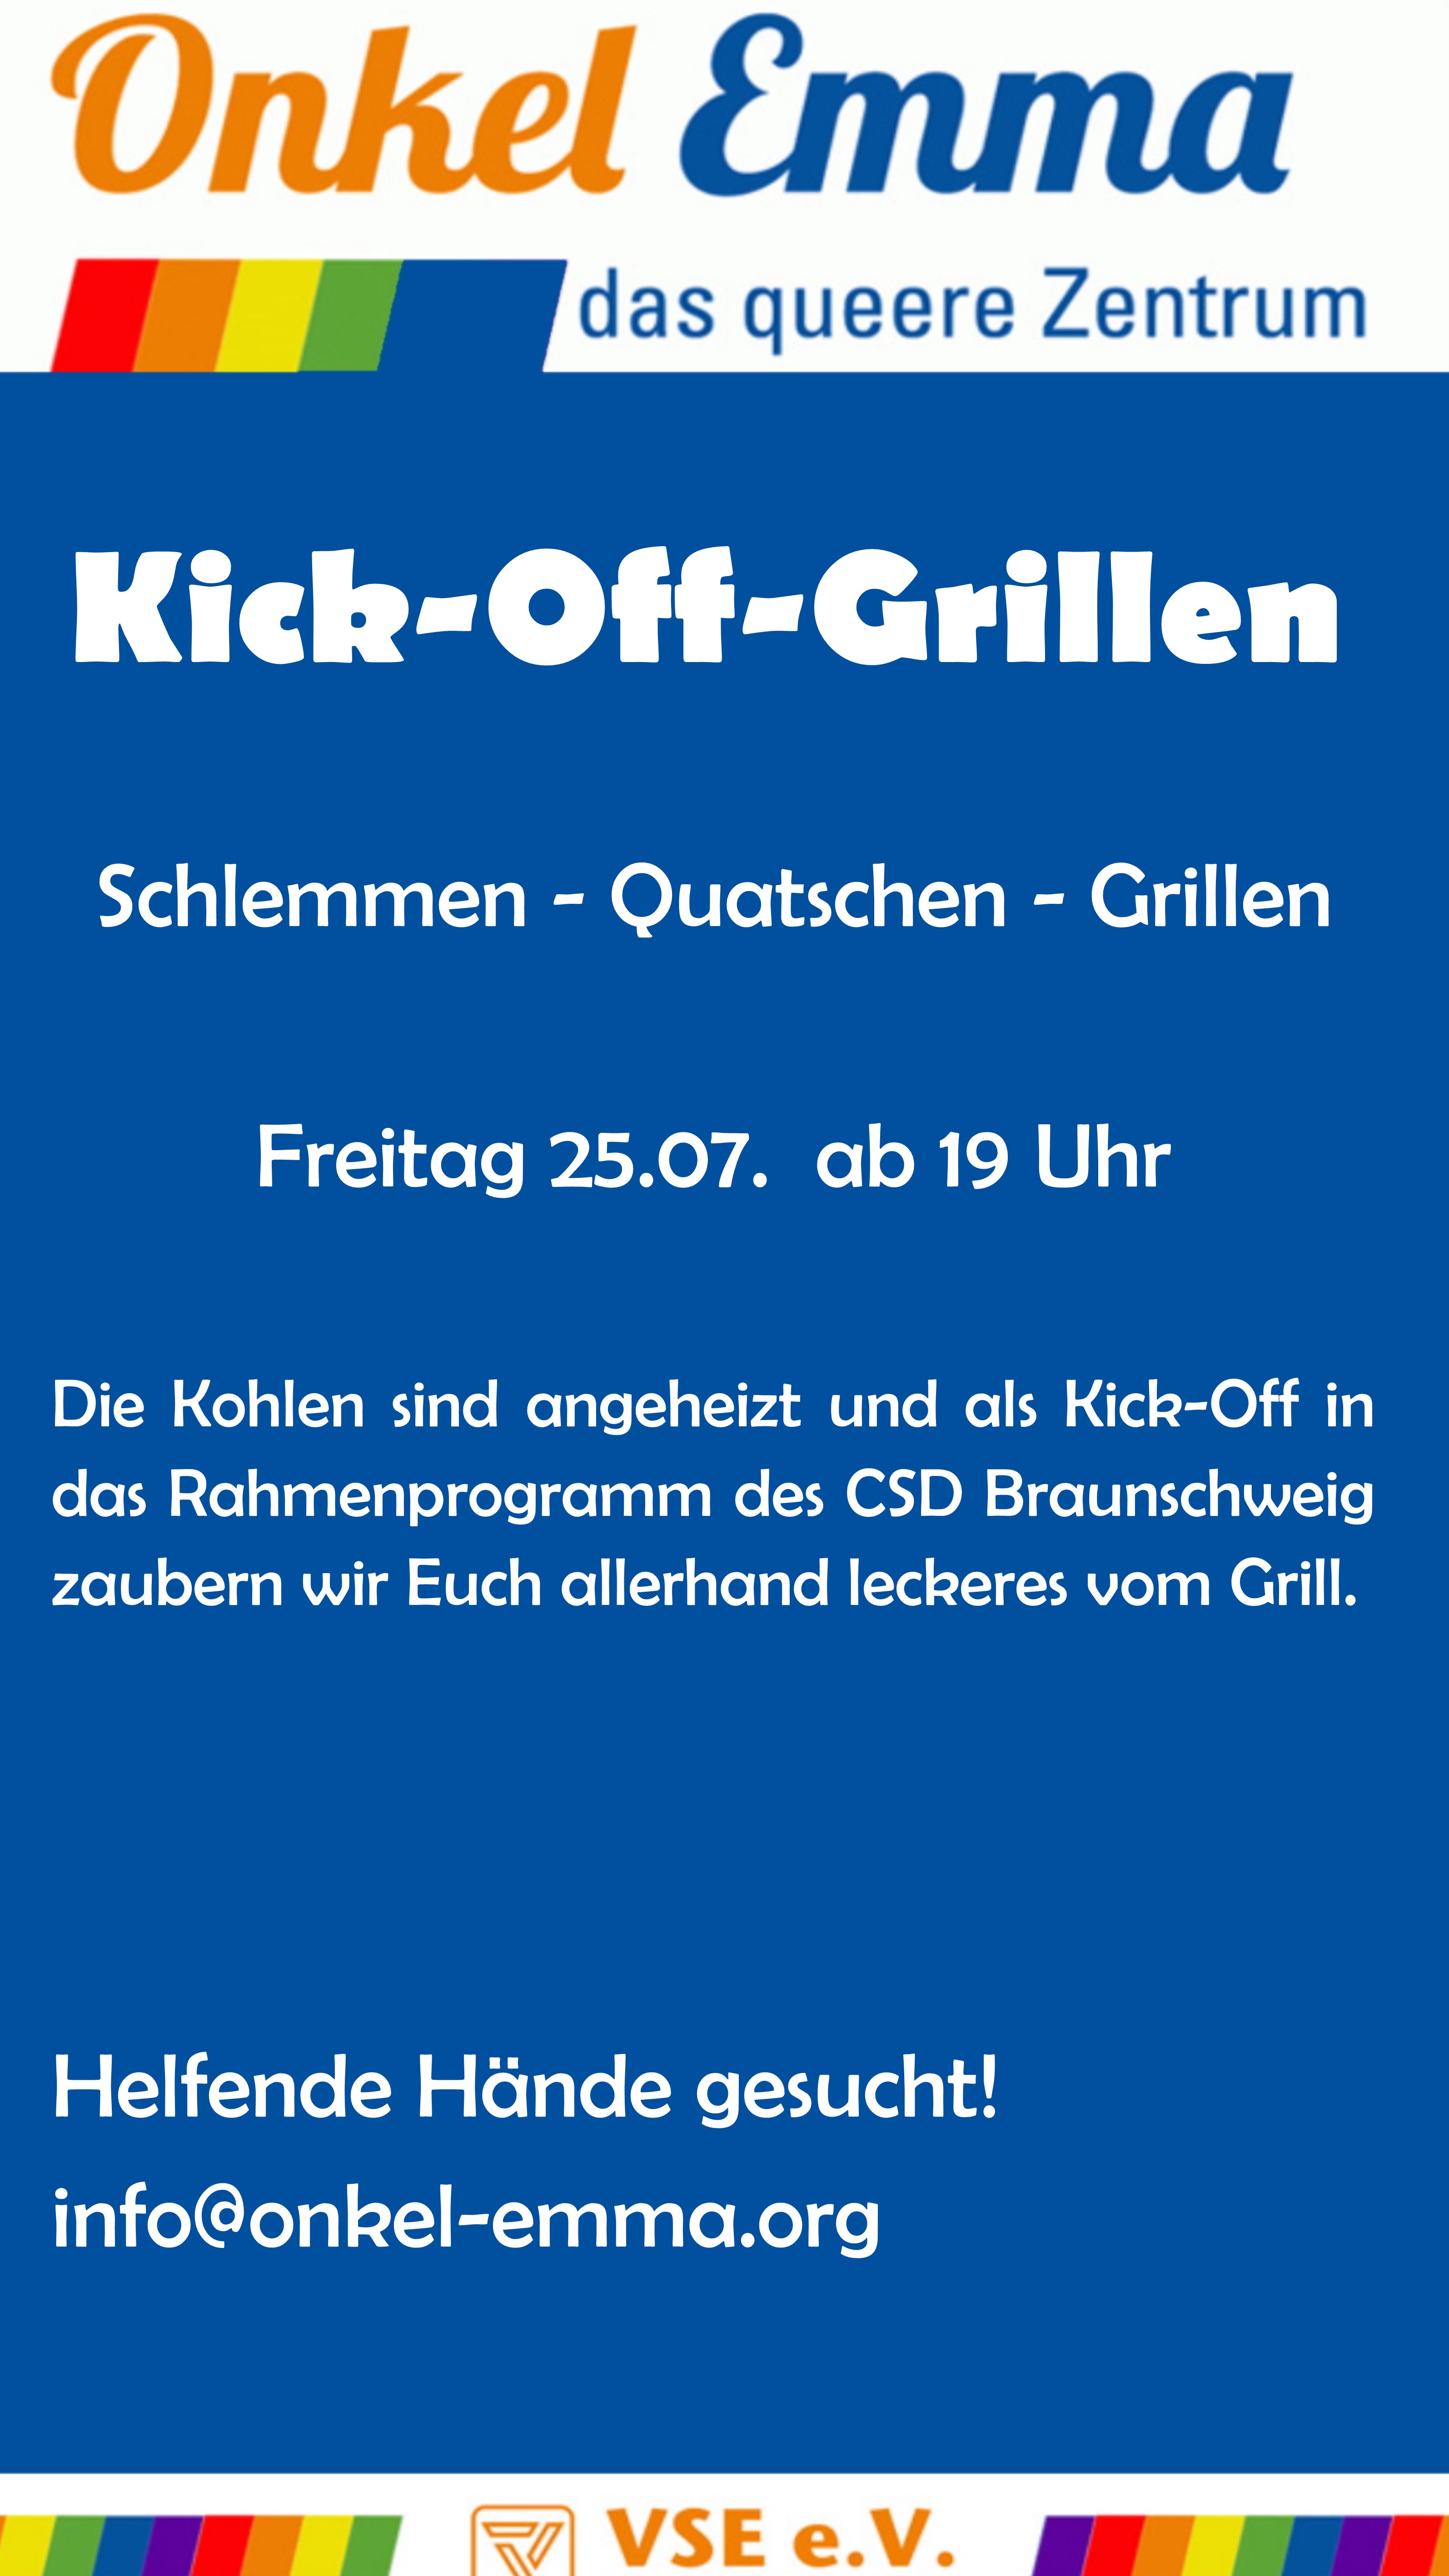 Onkel Emma
das queere Zentrum
Kick-Off-Grillen
Schlemmen - Quatschen - Grillen
Freitag 25.07. ab 19 Uhr
Die Kohlen sind angeheizt und als Kick-Off in
das Rahmenprogramm des CSD Braunschweig
zaubern wir Euch allerhand leckeres vom Grill.
Helfende Hände gesucht!
info@onkel-emma.org
VSE e.V.